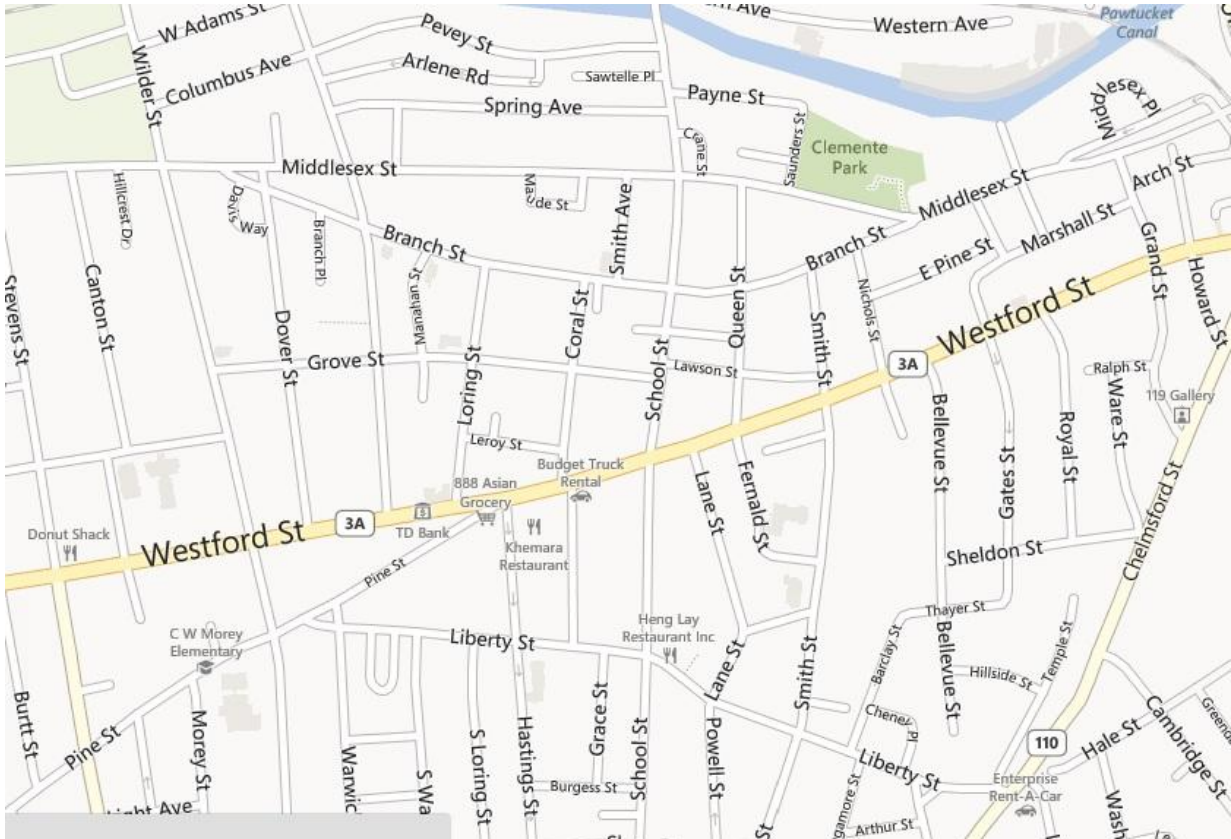 W Adams St
Pevey St
Western Ave
Pawtucket
Canal
Wilder St
Columbus Ave
Arlene Rd
Sawtelle Pl
Payne St
Middlesex Pl
Spring Ave
Saunders St
Crane St
Clemente
Park
Middlesex St
Arch St
Hillcrest Dr
Davis
Way
Branch Pl
Smith Ave
Middlesex St
Marshall St
Branch St
Branch St
E Pine St
Grand St
Howard St
Stevens St
Canton St
Dover St
Manahan St
Coral St
Queen St
Nichols St
Smith St
Westford St
Grove St
Loring St
School St
Lawson St
3A
Ralph St
Ware St
119 Gallery
Leroy St
Bellevue St
Gates St
Royal St
Budget Truck
Rental
888 Asian
Grocery
Lane St
Fernald St
Chelmsford St
Donut Shack
Westford St
3A
TD Bank
Khemara
Restaurant
Sheldon St
Pine St
Thayer St
C W Morey
Elementary
Liberty St
Heng Lay
Restaurant Inc
Lane St
Smith St
Barclay St
Bellevue St
Temple St
Hillside St
Burtt St
Pine St
Morey St
S Loring St
Hastings St
Grace St
School St
Powell St
Cheney Pl
Liberty St
110
Hale St
Cambridge St
Burgess St
Enterprise
Rent-A-Car
Arthur St